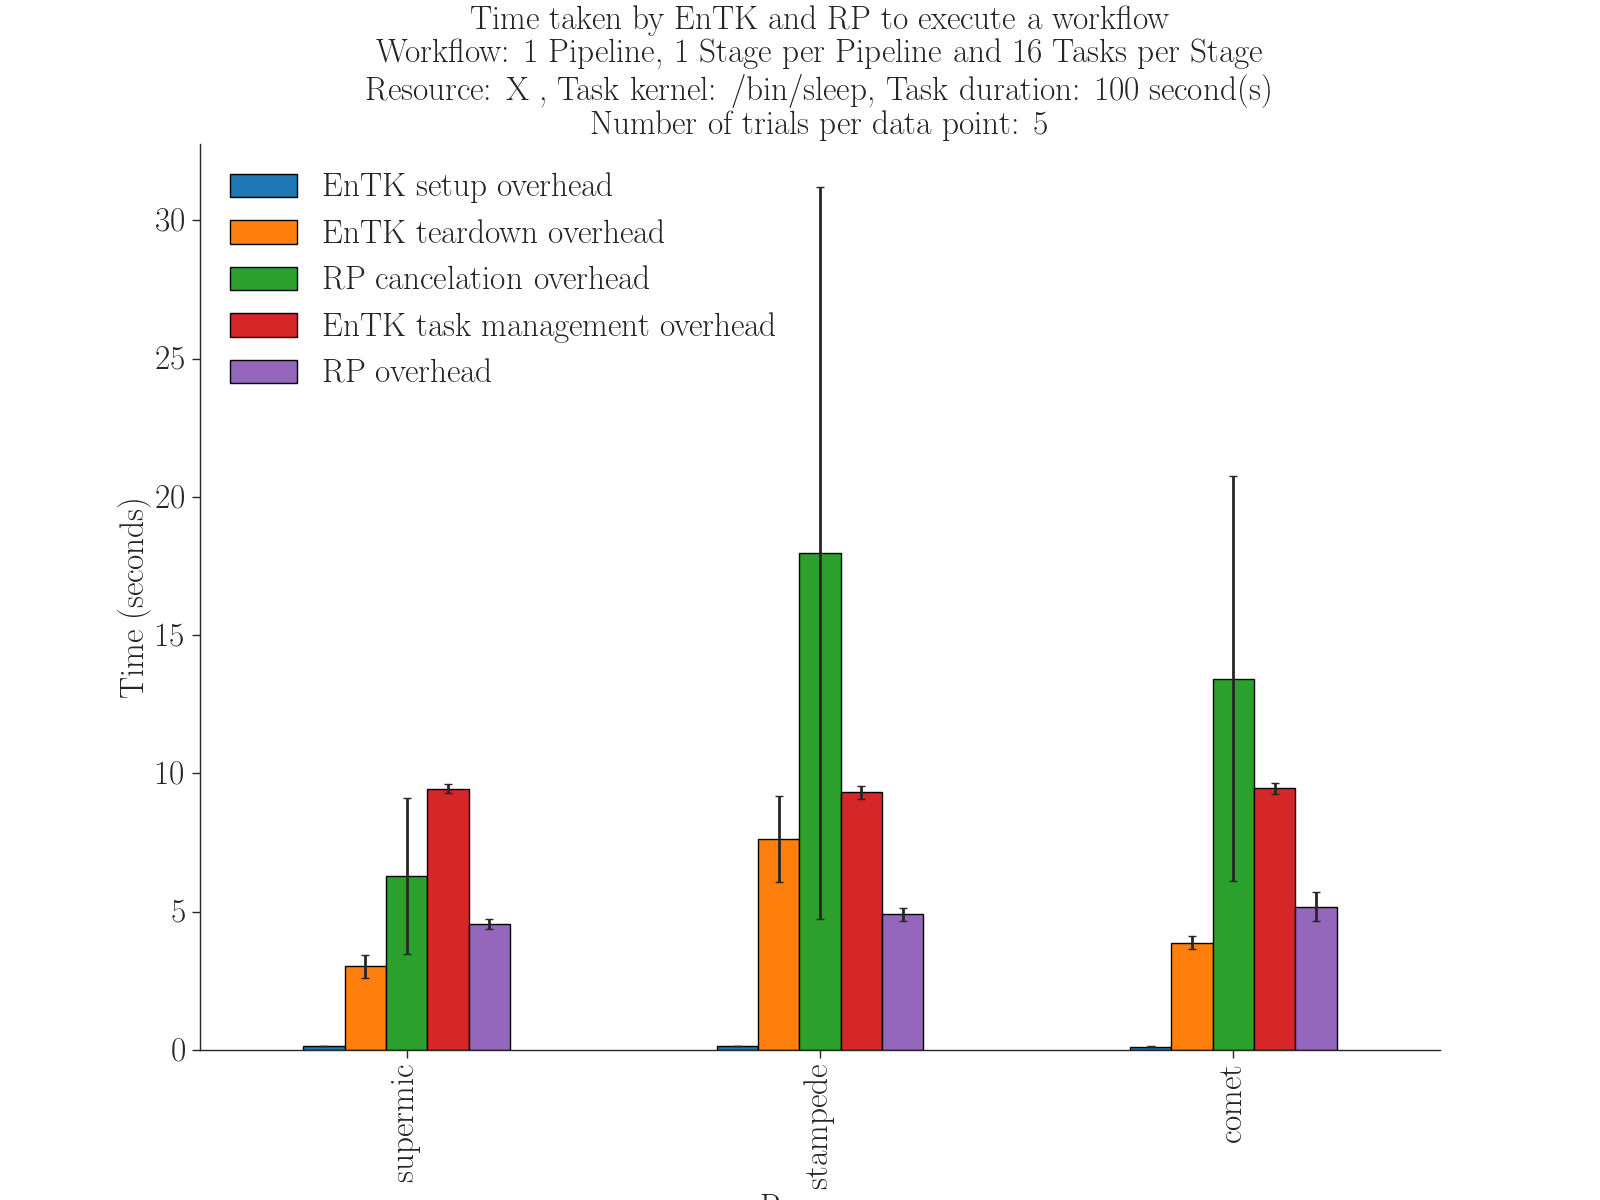 Time taken by EnTK and RP to execute a workflow
Workflow: 1 Pipeline, 1 Stage per Pipeline and 16 Tasks per Stage
Resource: X , Task kernel: /bin/sleep, Task duration: 100 second(s)
Number of trials per data point: 5
EnTK setup overhead
EnTK teardown overhead
RP cancelation overhead
EnTK task management overhead
RP overhead
Time (seconds)
30
25
20
15
10
5
0
supermic
stampede
comet